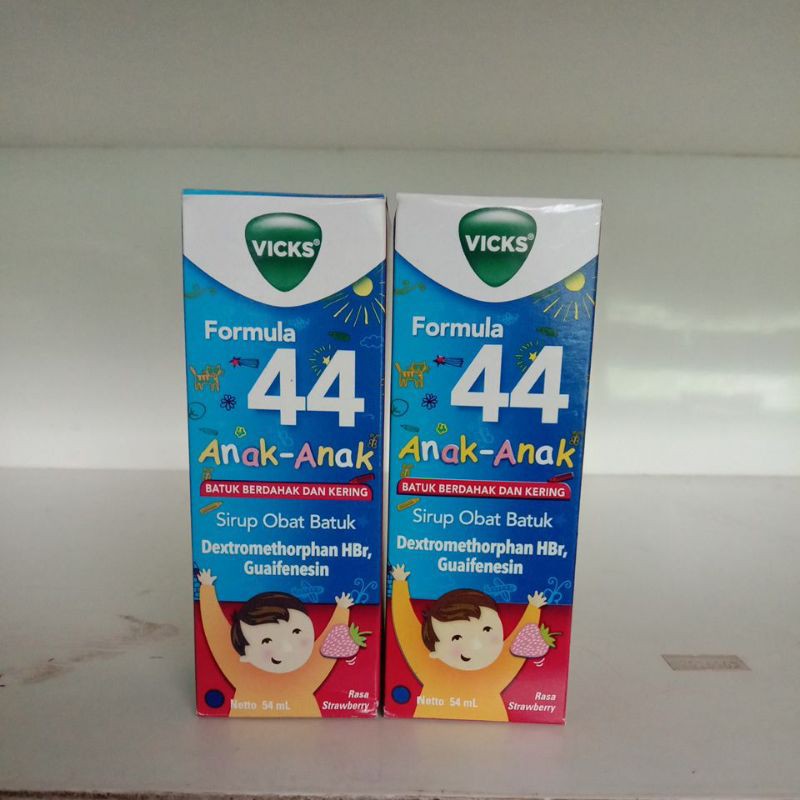 VICKS®
Formula
44
Anak-Anak
BATUK BERDAHAK DAN KERING
Sirup Obat Batuk
Dextromethorphan HBr,
Guaifenesin
Netto 54 mL
Rasa
Strawberry
VICKS®
Formula
44
Anak-Anak
BATUK BERDAHAK DAN KERING
Sirup Obat Batuk
Dextromethorphan HBr,
Guaifenesin
Netto 54 mL
Rasa
Strawberry